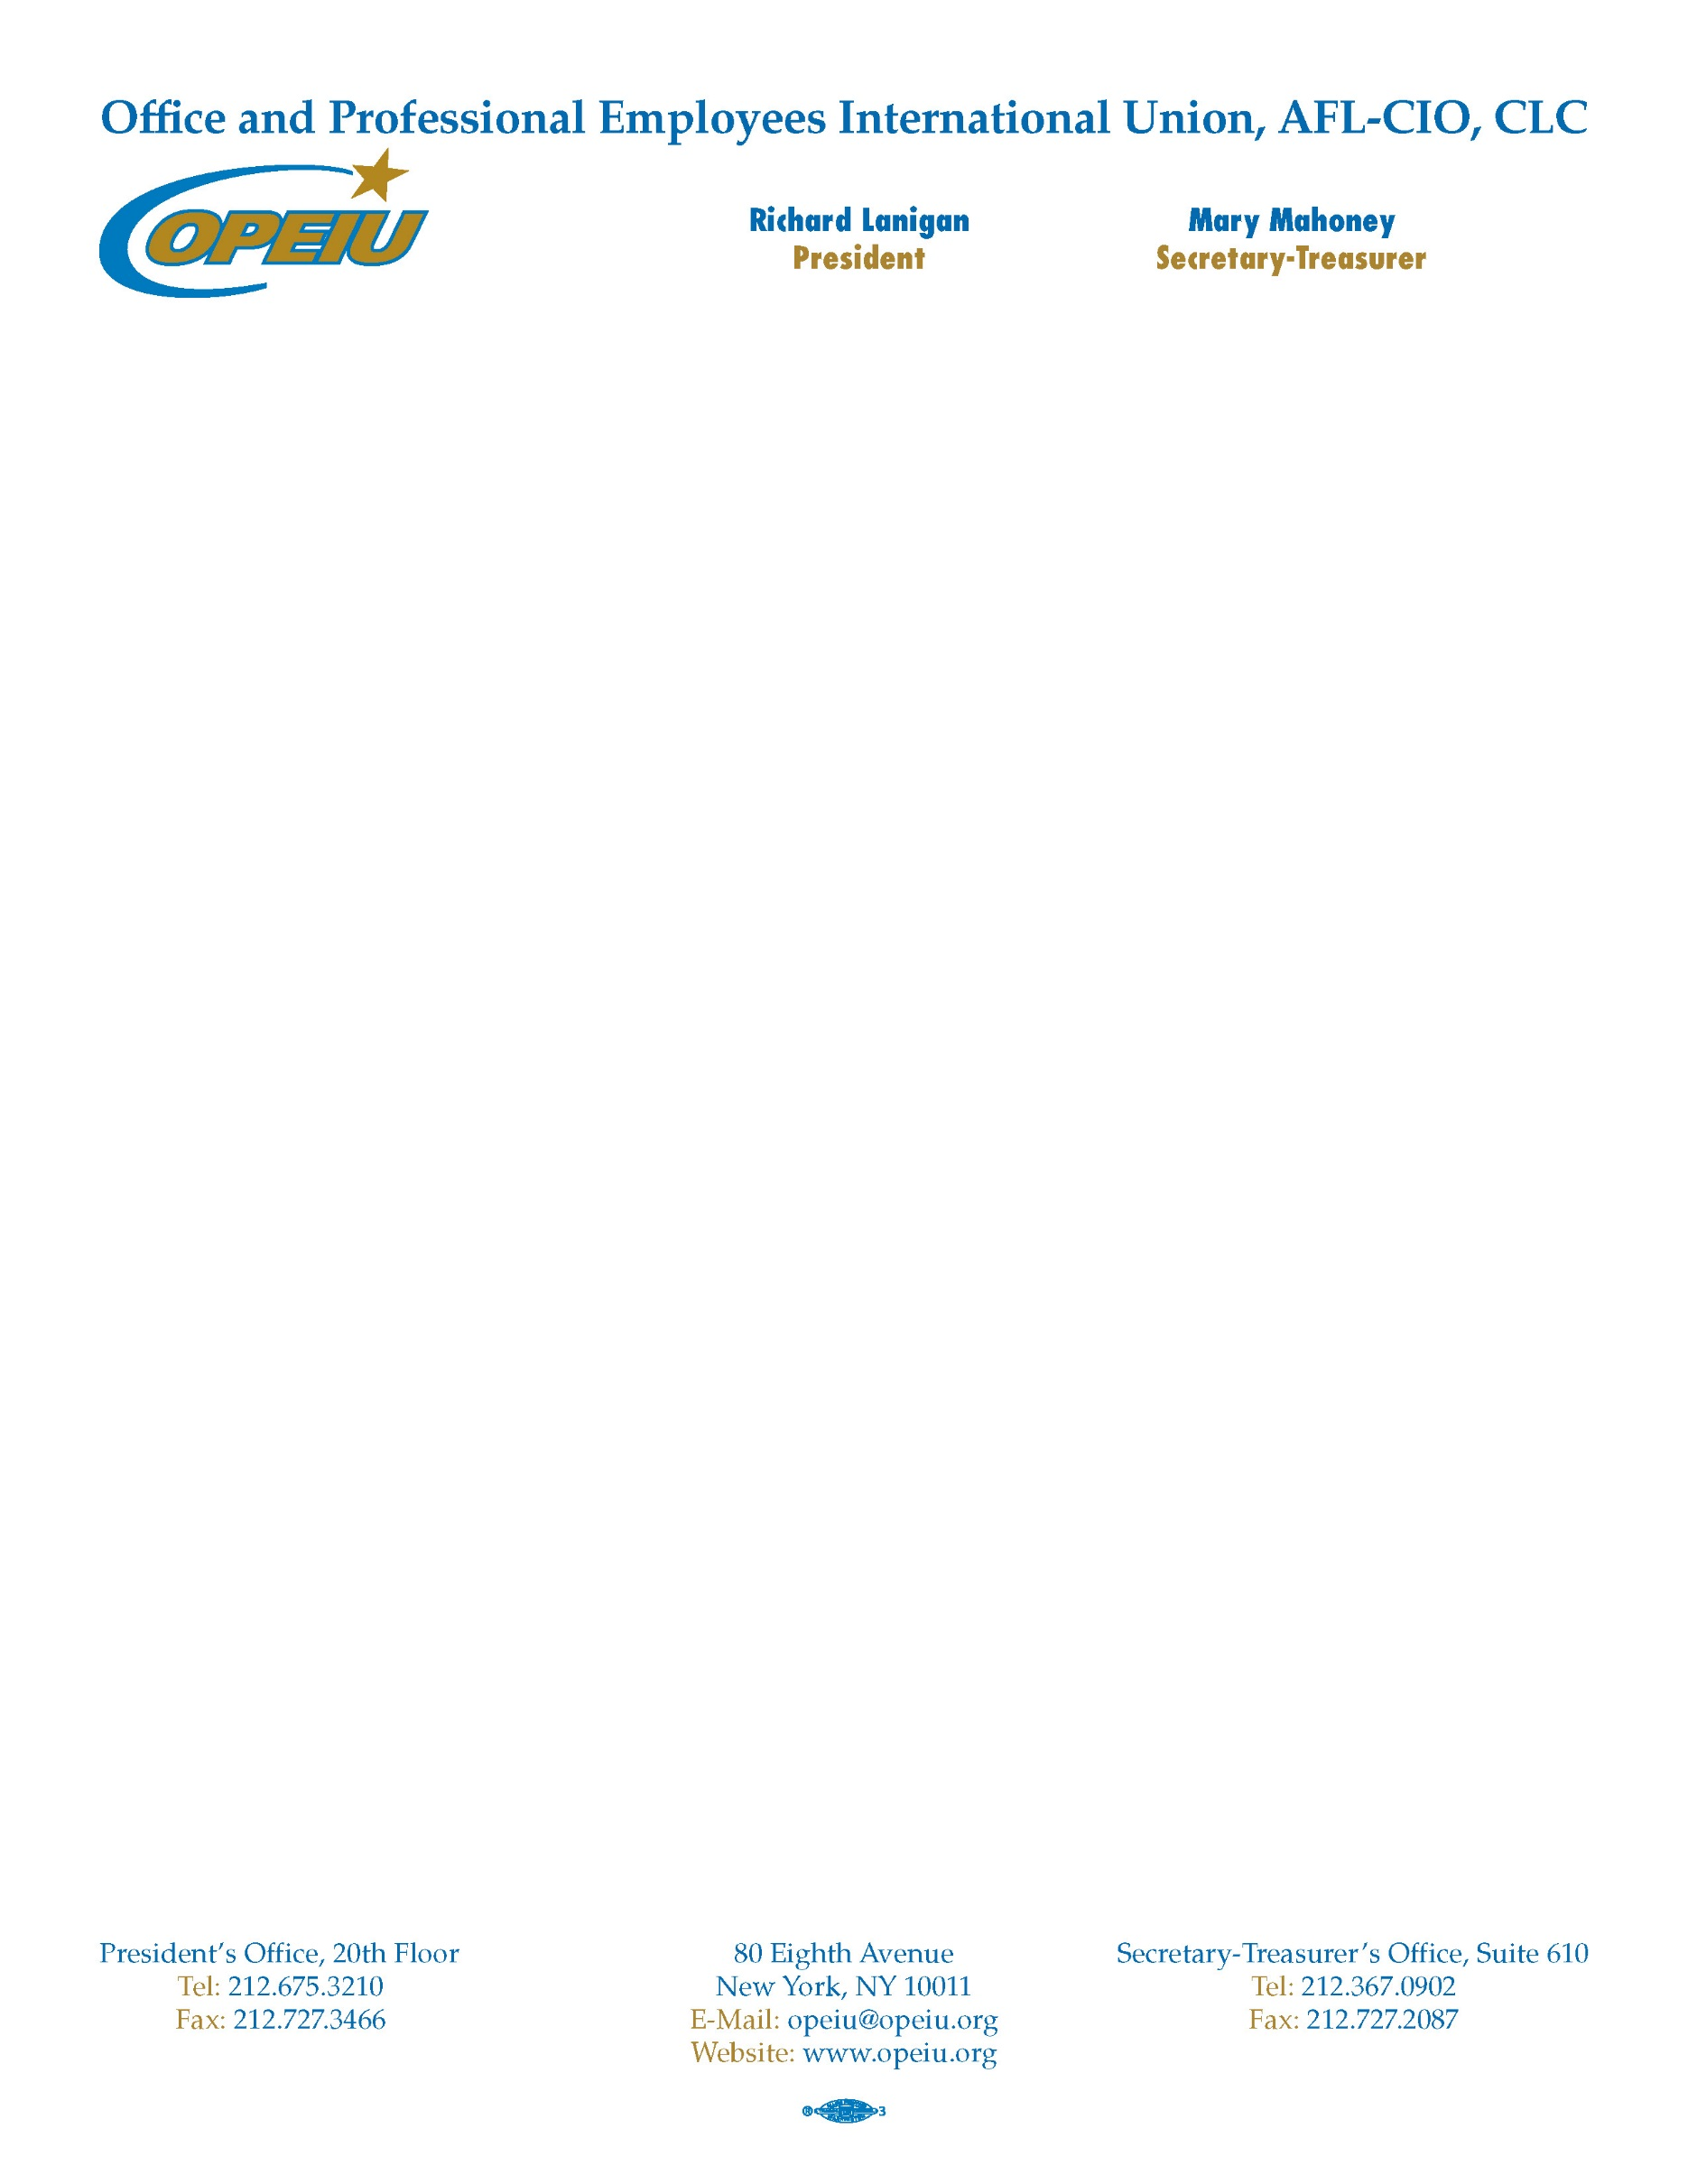 Office and Professional Employees International Union, AFL-CIO, CLC
OPEIU
Richard Lanigan
President
Mary Mahoney
Secretary-Treasurer
President’s Office, 20th Floor
Tel: 212.675.3210
Fax: 212.727.3466
80 Eighth Avenue
New York, NY 10011
E-Mail: opeiu@opeiu.org
Website: www.opeiu.org
Secretary-Treasurer’s Office, Suite 610
Tel: 212.367.0902
Fax: 212.727.2087
® 3